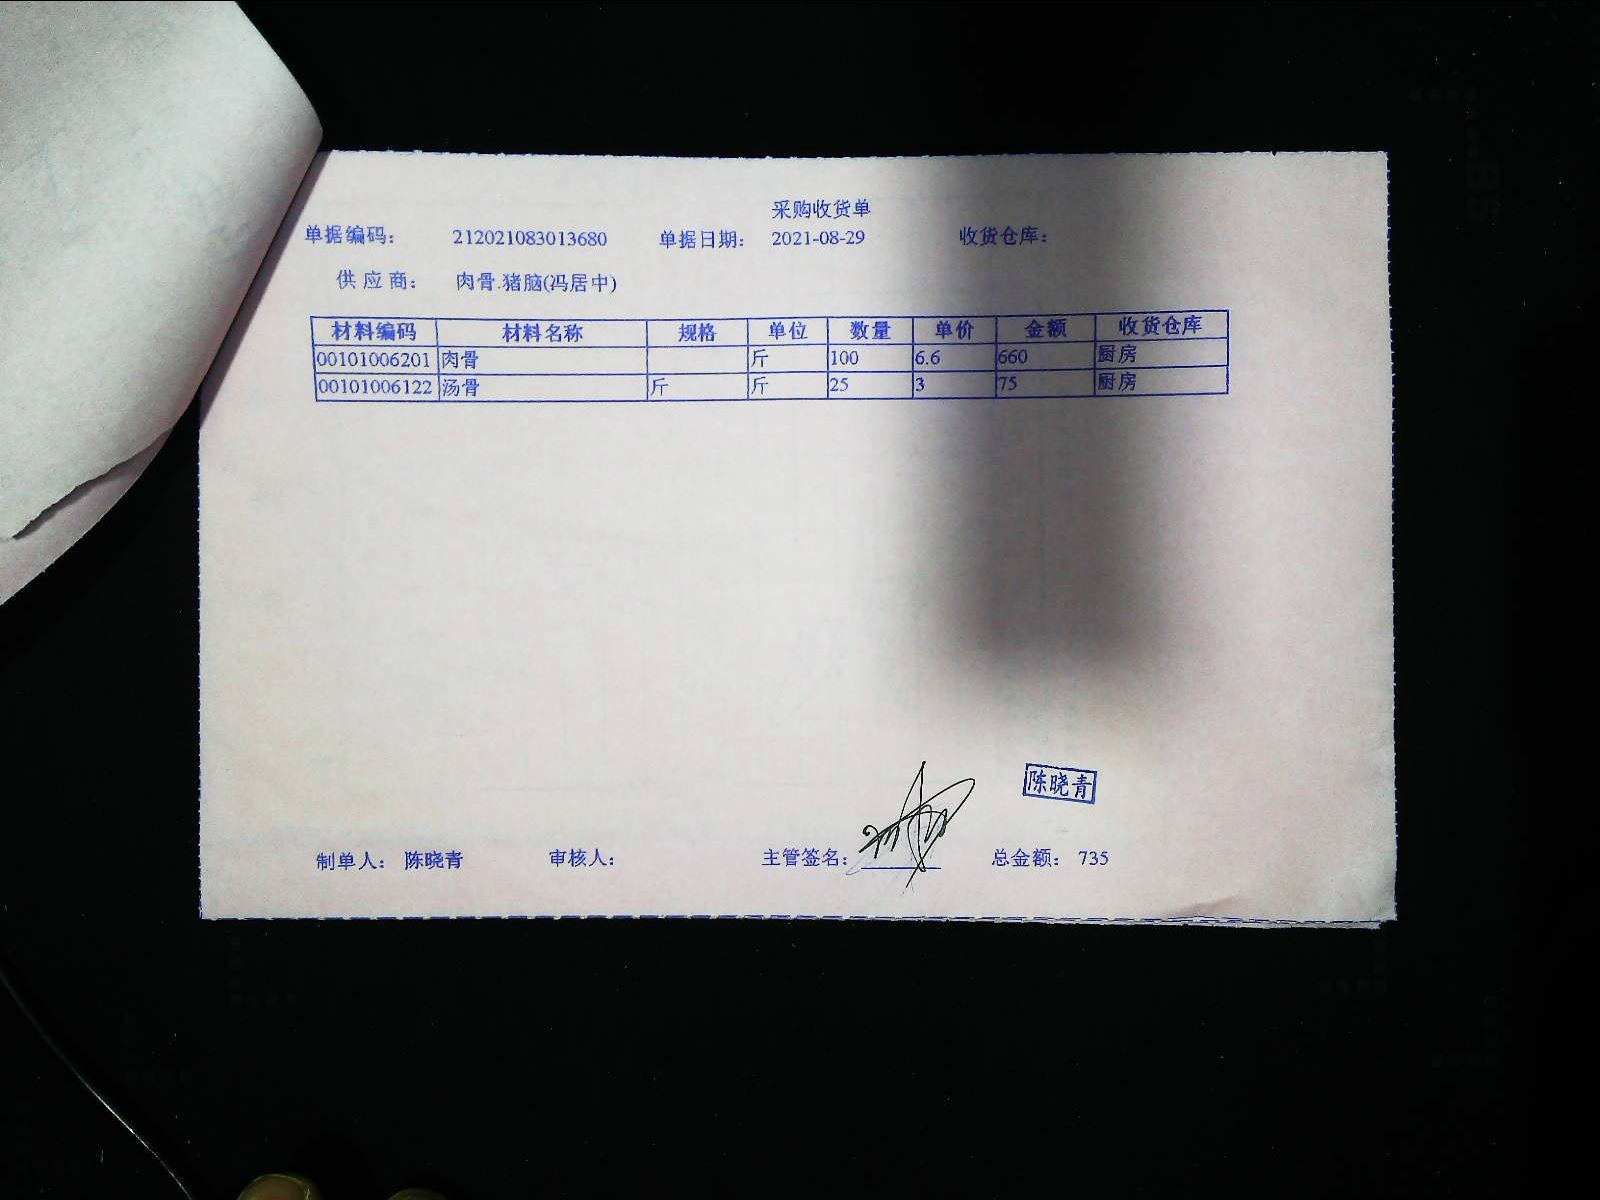 采购收货单
单据编码： 212021083013680 单据日期： 2021-08-29 收货仓库：
供应商： 肉骨.猪脑(冯居中)
材料编码 材料名称 规格 单位 数量 单价 金额 收货仓库
00101006201 肉骨 斤 100 6.6 660 厨房
00101006122 汤骨 斤 斤 25 3 75 厨房
陈晓青
制单人： 陈晓青 审核人： 主管签名： 总金额： 735